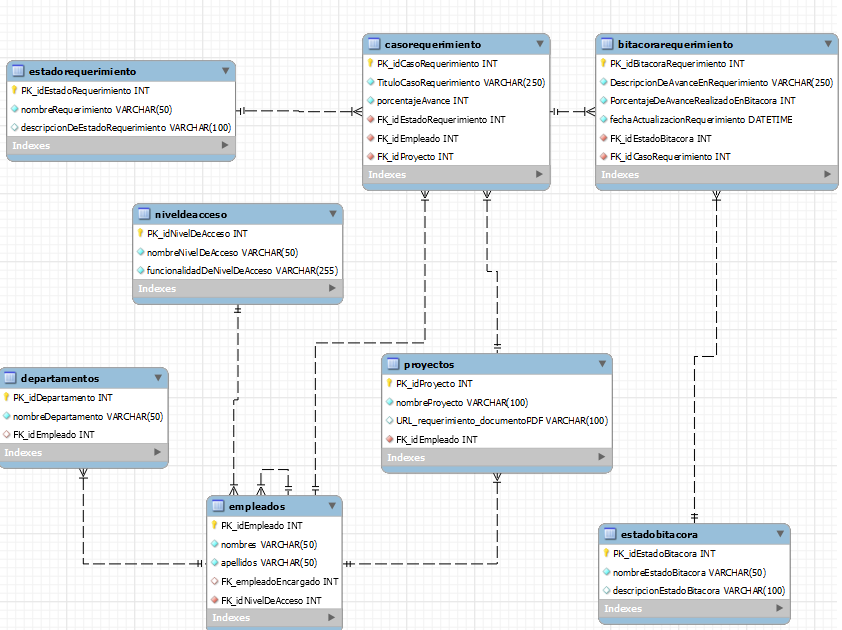 estadorequerimiento
PK_idEstadoRequerimiento INT
nombreRequerimiento VARCHAR(50)
descripcionDeEstadoRequerimiento VARCHAR(100)
Indexes
casorequerimiento
PK_idCasoRequerimiento INT
TituloCasoRequerimiento VARCHAR(250)
porcentajeAvance INT
FK_idEstadoRequerimiento INT
FK_idEmpleado INT
FK_idProyecto INT
Indexes
bitacorarequerimiento
PK_idBitacoraRequerimiento INT
DescripcionDeAvanceEnRequerimiento VARCHAR(250)
PorcentajeDeAvanceRealizadoEnBitacora INT
fechaActualizacionRequerimiento DATETIME
FK_idEstadoBitacora INT
FK_idCasoRequerimiento INT
Indexes
niveldeacceso
PK_idNivelDeAcceso INT
nombreNivelDeAcceso VARCHAR(50)
funcionalidadDeNivelDeAcceso VARCHAR(255)
Indexes
departamentos
PK_idDepartamento INT
nombreDepartamento VARCHAR(50)
FK_idEmpleado INT
Indexes
proyectos
PK_idProyecto INT
nombreProyecto VARCHAR(100)
URL_requerimiento_documentoPDF VARCHAR(100)
FK_idEmpleado INT
Indexes
empleados
PK_idEmpleado INT
nombres VARCHAR(50)
apellidos VARCHAR(50)
FK_empleadoEncargado INT
FK_idNivelDeAcceso INT
Indexes
estadobitacora
PK_idEstadoBitacora INT
nombreEstadoBitacora VARCHAR(50)
descripcionEstadoBitacora VARCHAR(100)
Indexes